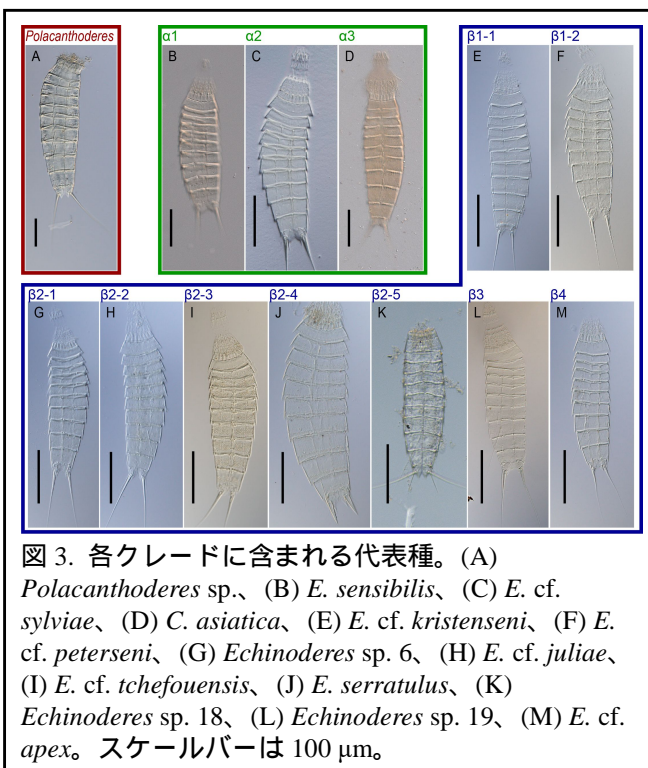 Polacanthoderes
α1
α2
α3
β1-1
β1-2
A
B
C
D
E
F
β2-1
β2-2
β2-3
β2-4
β2-5
β3
β4
G
H
I
J
K
L
M
図 3. 各クレードに含まれる代表種。(A)
Polacanthoderes sp.、(B) E. sensibilis、(C) E. cf.
sylviae、(D) C. asiatica、(E) E. cf. kristenseni、(F) E.
cf. peterseni、(G) Echinoderes sp. 6、(H) E. cf. juliae、
(I) E. cf. tchefouensis、(J) E. serratulus、(K)
Echinoderes sp. 18、(L) Echinoderes sp. 19、(M) E. cf.
apex。スケールバーは 100 μm。